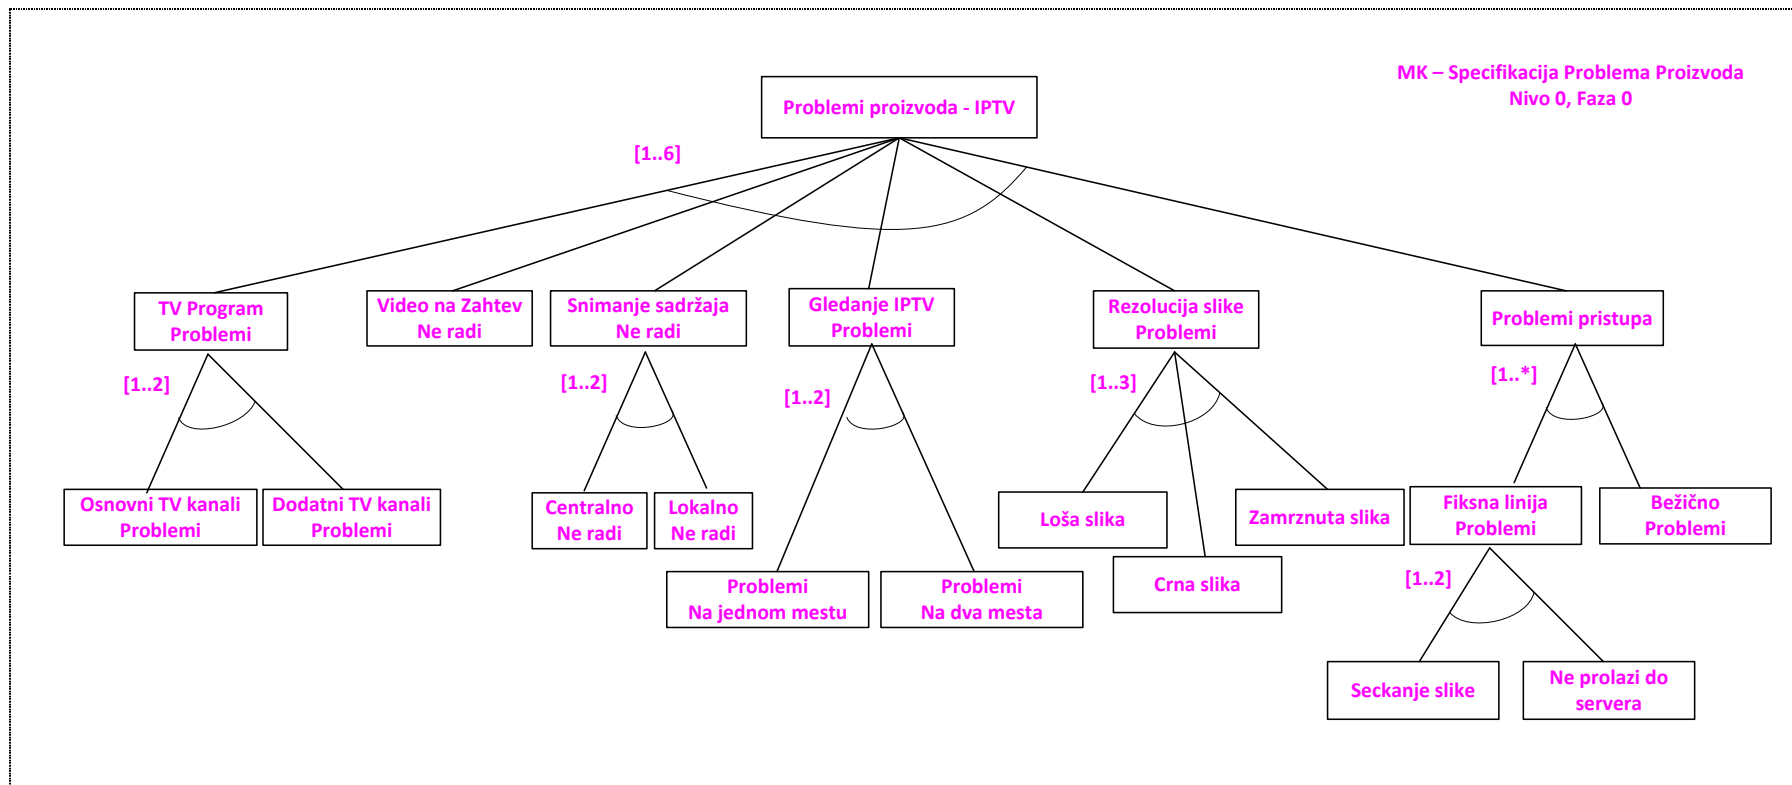 MK – Specifikacija Problema Proizvoda
Nivo 0, Faza 0
Problemi proizvoda - IPTV
[1..6]
TV Program
Problemi
Video na Zahtev
Ne radi
Snimanje sadržaja
Ne radi
Gledanje IPTV
Problemi
Rezolucija slike
Problemi
Problemi pristupa
[1..2]
[1..2]
[1..2]
[1..3]
[1..*]
Osnovni TV kanali
Problemi
Dodatni TV kanali
Problemi
Centralno
Ne radi
Lokalno
Ne radi
Problemi
Na jednom mestu
Problemi
Na dva mesta
Loša slika
Crna slika
Zamrznuta slika
Fiksna linija
Problemi
Bežično
Problemi
[1..2]
Seckanje slike
Ne prolazi do
servera